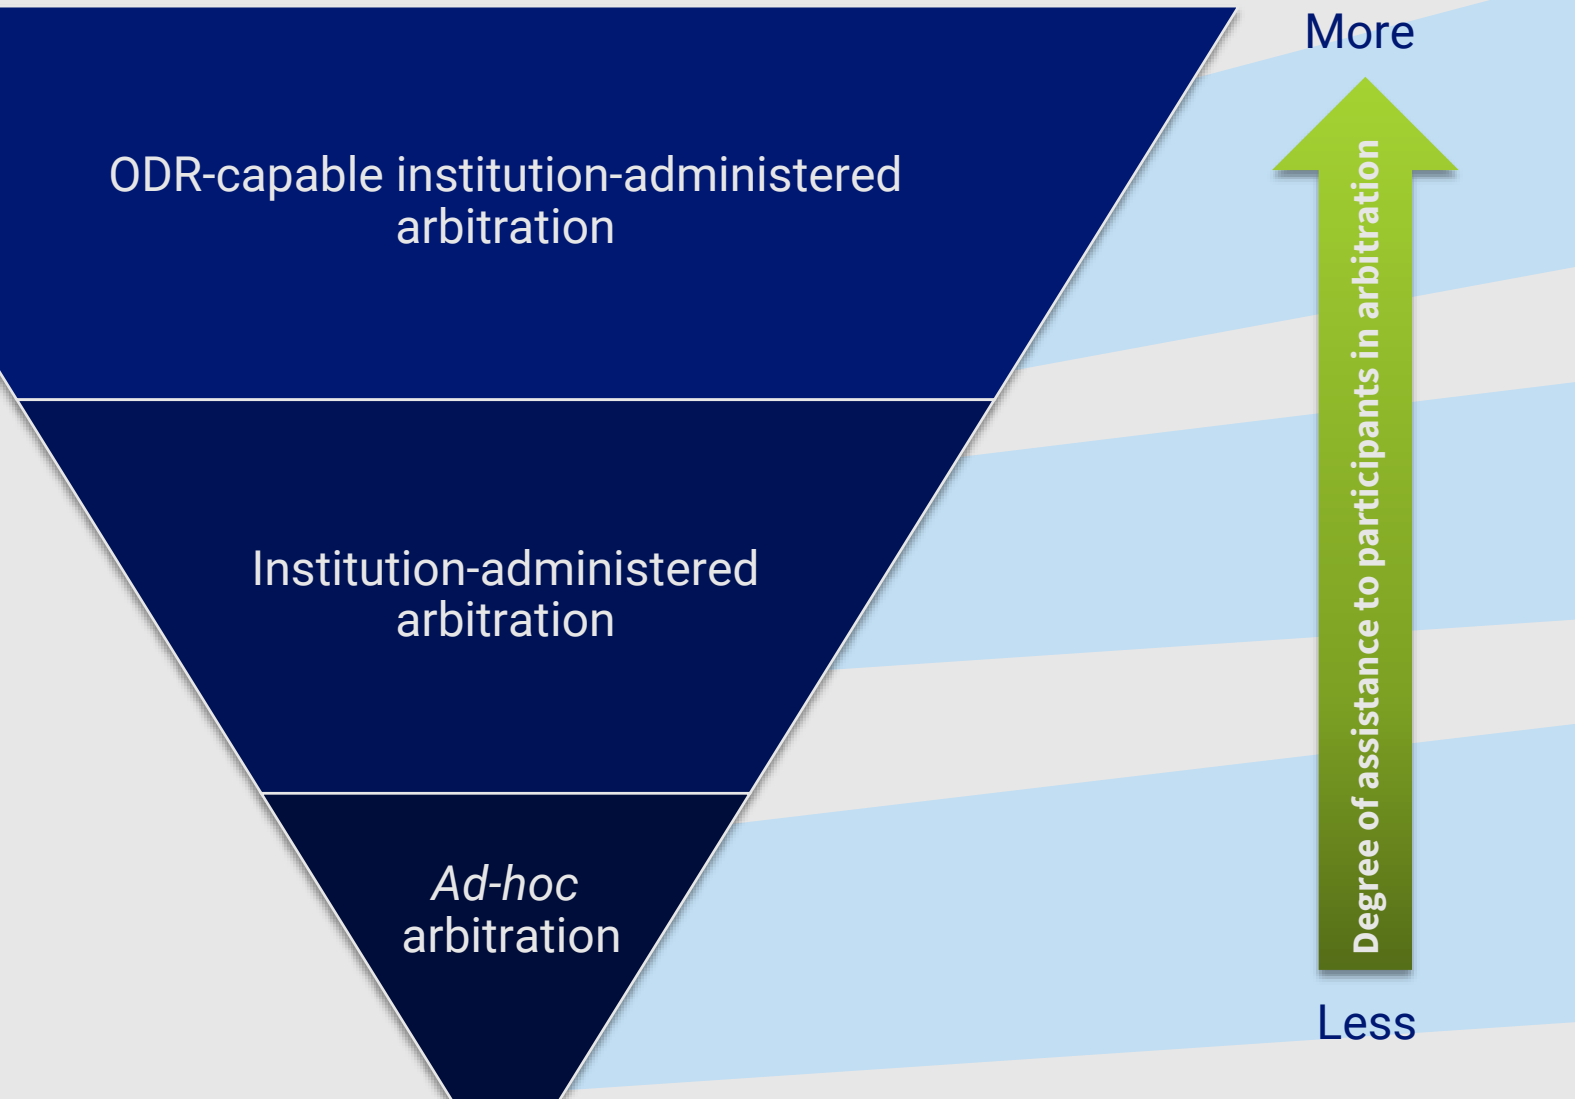 More
ODR-capable institution-administered
arbitration
Degree of assistance to participants in arbitration
Institution-administered
arbitration
Ad-hoc
arbitration
Less